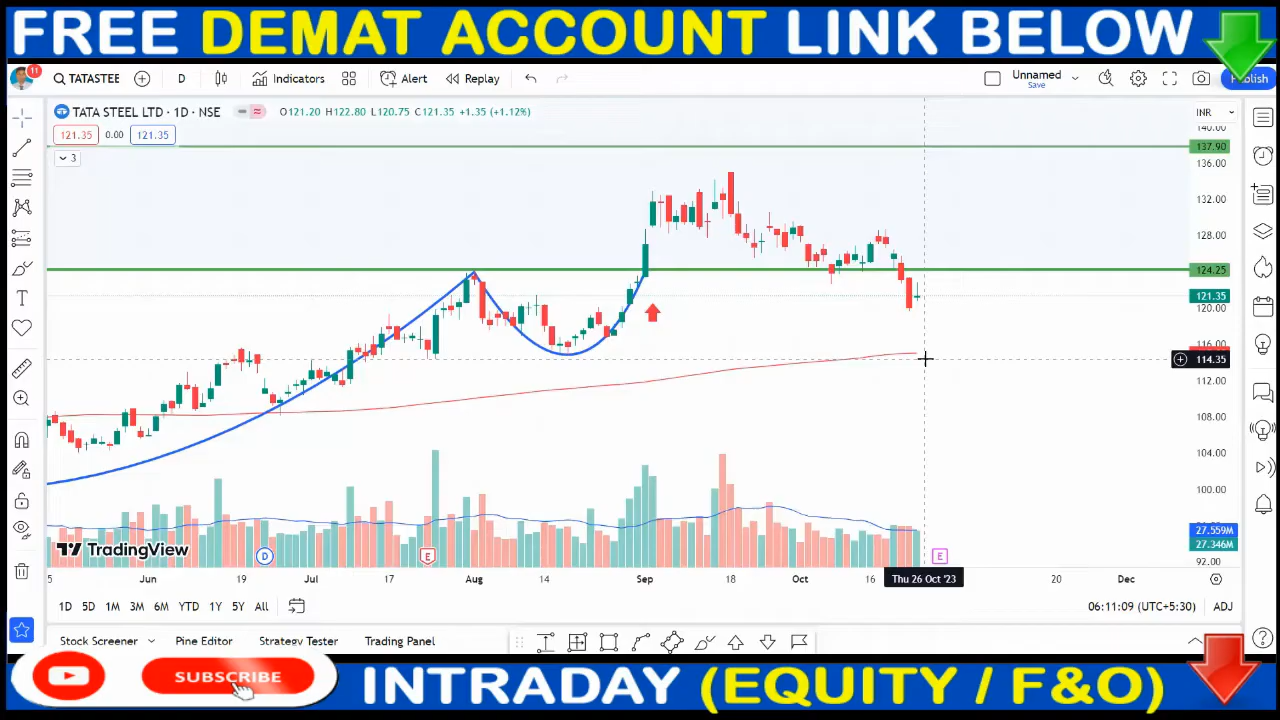 FREE DEMAT ACCOUNT LINK BELOW
11
TATASTEE
D
Indicators
Alert
Replay
Unnamed
Save
Publish
TATA STEEL LTD · 1D · NSE
O121.20 H122.80 L120.75 C121.35 +1.35 (+1.12%)
INR
121.35 0.00 121.35
3
140.00
137.90
136.00
132.00
128.00
124.25
121.35
120.00
116.00
114.35
112.00
108.00
104.00
100.00
27.559M
27.346M
92.00
TradingView
D
E
E
5 Jun 19 Jul 17 Aug 14 Sep 18 Oct 16 Thu 26 Oct '23 20 Dec
1D 5D 1M 3M 6M YTD 1Y 5Y All
06:11:09 (UTC+5:30) ADJ
Stock Screener Pine Editor Strategy Tester Trading Panel
SUBSCRIBE
INTRADAY (EQUITY / F&O)